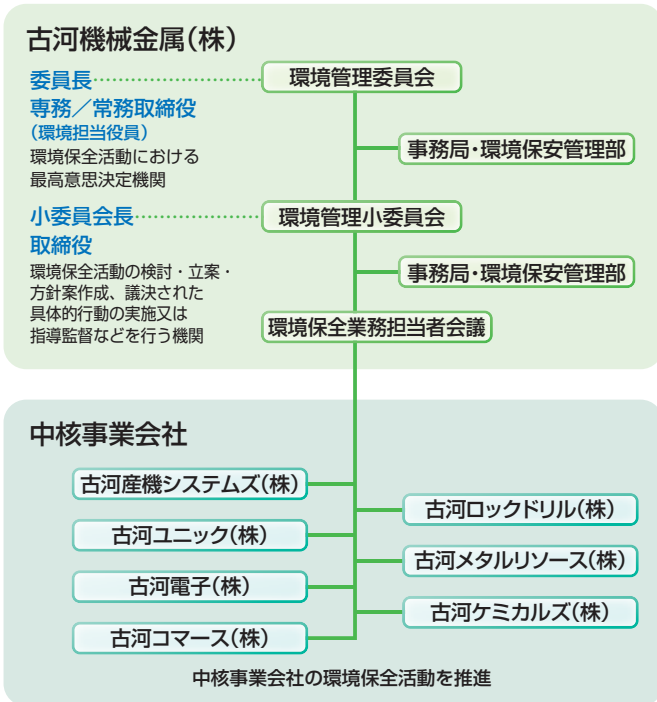 古河機械金属(株)
委員長
環境管理委員会
専務／常務取締役
(環境担当役員)
環境保全活動における
最高意思決定機関
事務局・環境保安管理部
小委員会長
環境管理小委員会
取締役
環境保全活動の検討・立案・
方針案作成、議決された
具体的行動の実施又は
指導監督などを行う機関
事務局・環境保安管理部
環境保全業務担当者会議
中核事業会社
古河産機システムズ(株)
古河ロックドリル(株)
古河ユニック(株)
古河メタルリソース(株)
古河電子(株)
古河ケミカルズ(株)
古河コマース(株)
中核事業会社の環境保全活動を推進